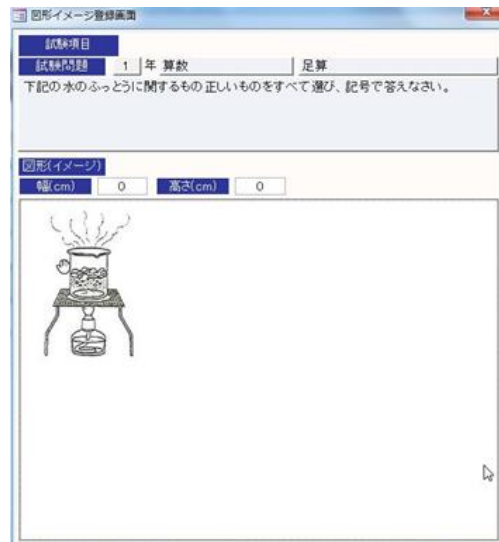 図形イメージ登録画面
試験項目
試験問題 1 年 算数 足算
下記の水のふっとうに関するもの正しいものをすべて選び、記号で答えなさい。
図形(イメージ)
幅(cm) 0 高さ(cm) 0